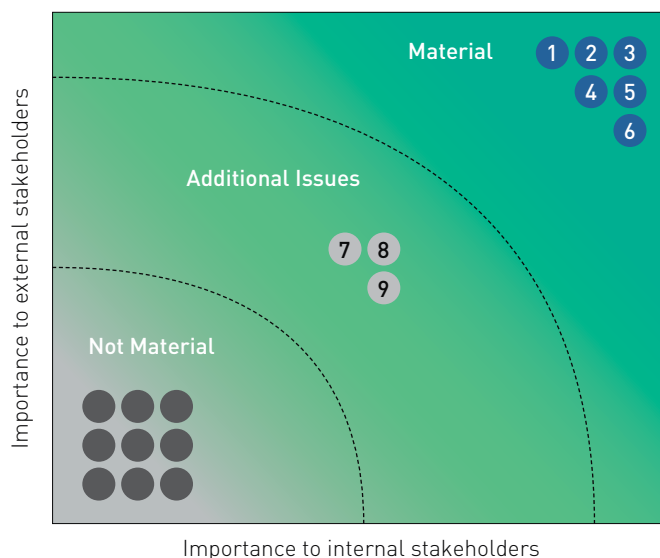 Material
1 2 3
4 5
6
Importance to external stakeholders
Additional Issues
7 8
9
Not Material
Importance to internal stakeholders